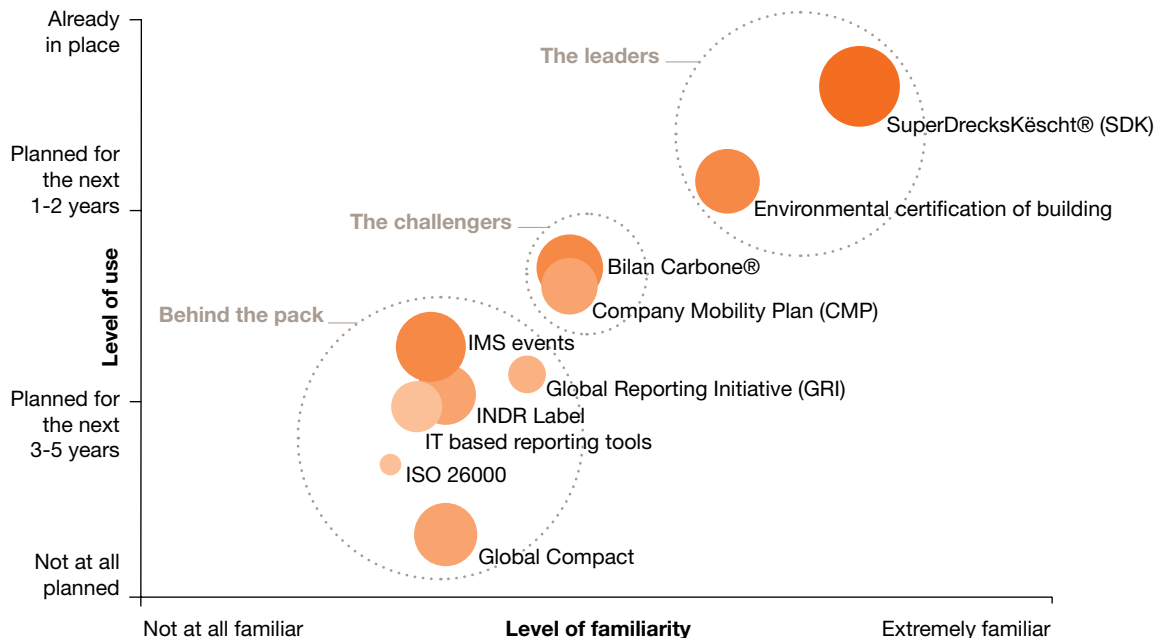 Already
in place
The leaders
SuperDrecksKëscht® (SDK)
Planned for
the next
1-2 years
Environmental certification of building
The challengers
Level of use
Bilan Carbone®
Company Mobility Plan (CMP)
Behind the pack
IMS events
Global Reporting Initiative (GRI)
Planned for
the next
3-5 years
INDR Label
IT based reporting tools
ISO 26000
Global Compact
Not at all
planned
Not at all familiar
Level of familiarity
Extremely familiar